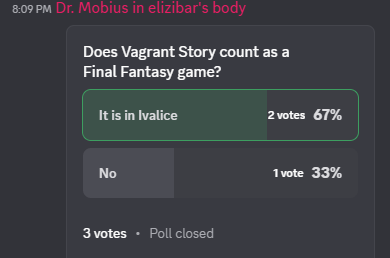 8:09 PM Dr. Mobius in elizibar's body
Does Vagrant Story count as a
Final Fantasy game?
It is in Ivalice 2 votes 67%
No 1 vote 33%
3 votes • Poll closed